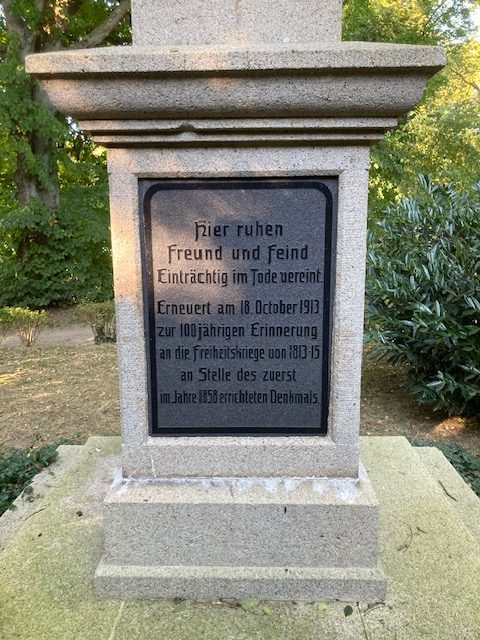 Hier ruhen
Freund und Feind
Einträchtig im Tode vereint.
Erneuert am 18. October 1913
zur 100jährigen Erinnerung
an die Freiheitskriege von 1813-15
an Stelle des zuerst
im Jahre 1858 errichteten Denkmals.